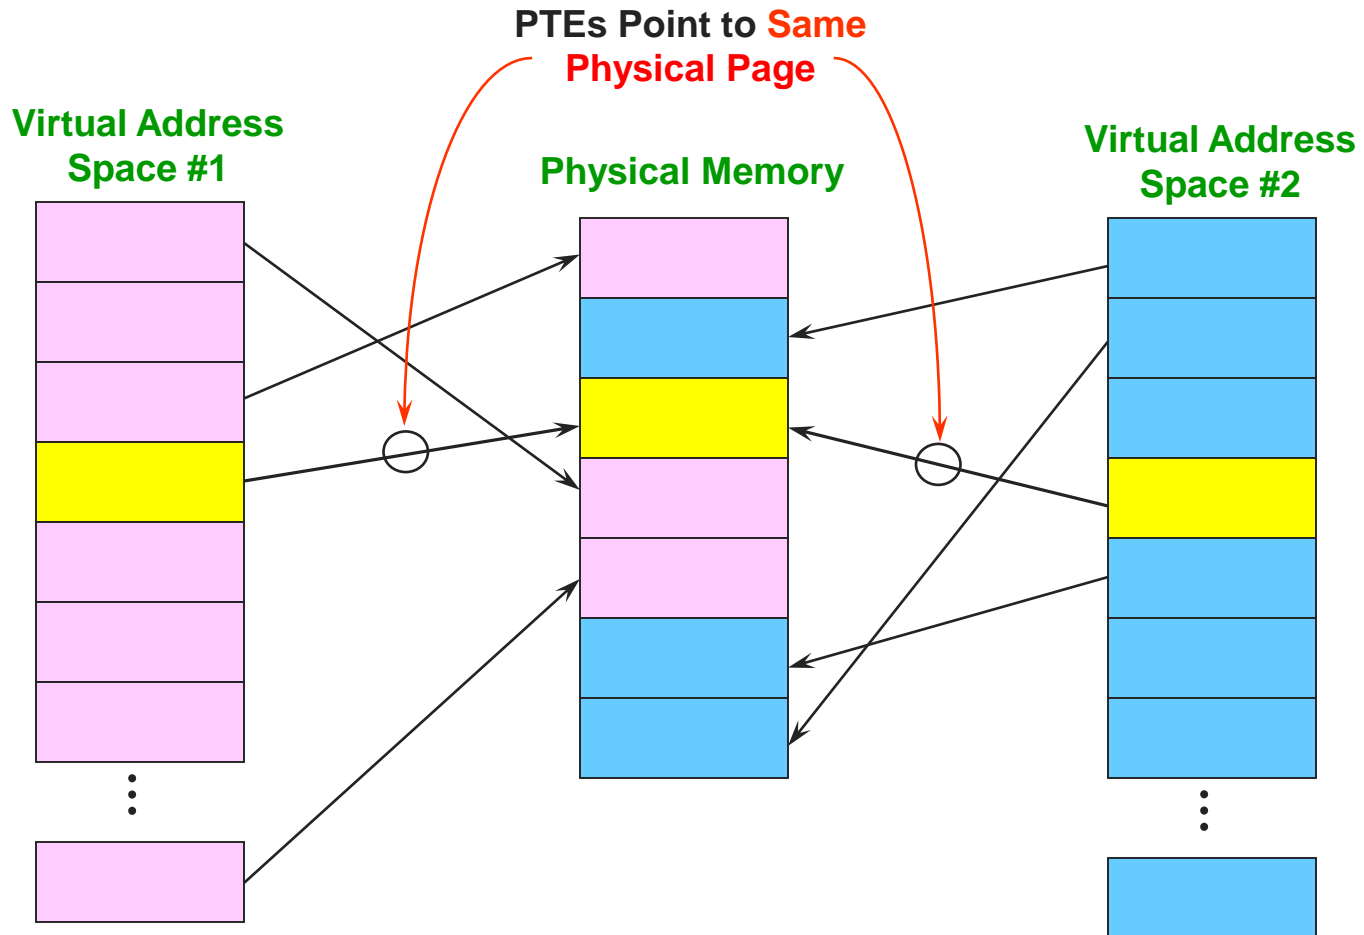 PTEs Point to Same
Physical Page
Virtual Address
Space #1
Physical Memory
Virtual Address
Space #2